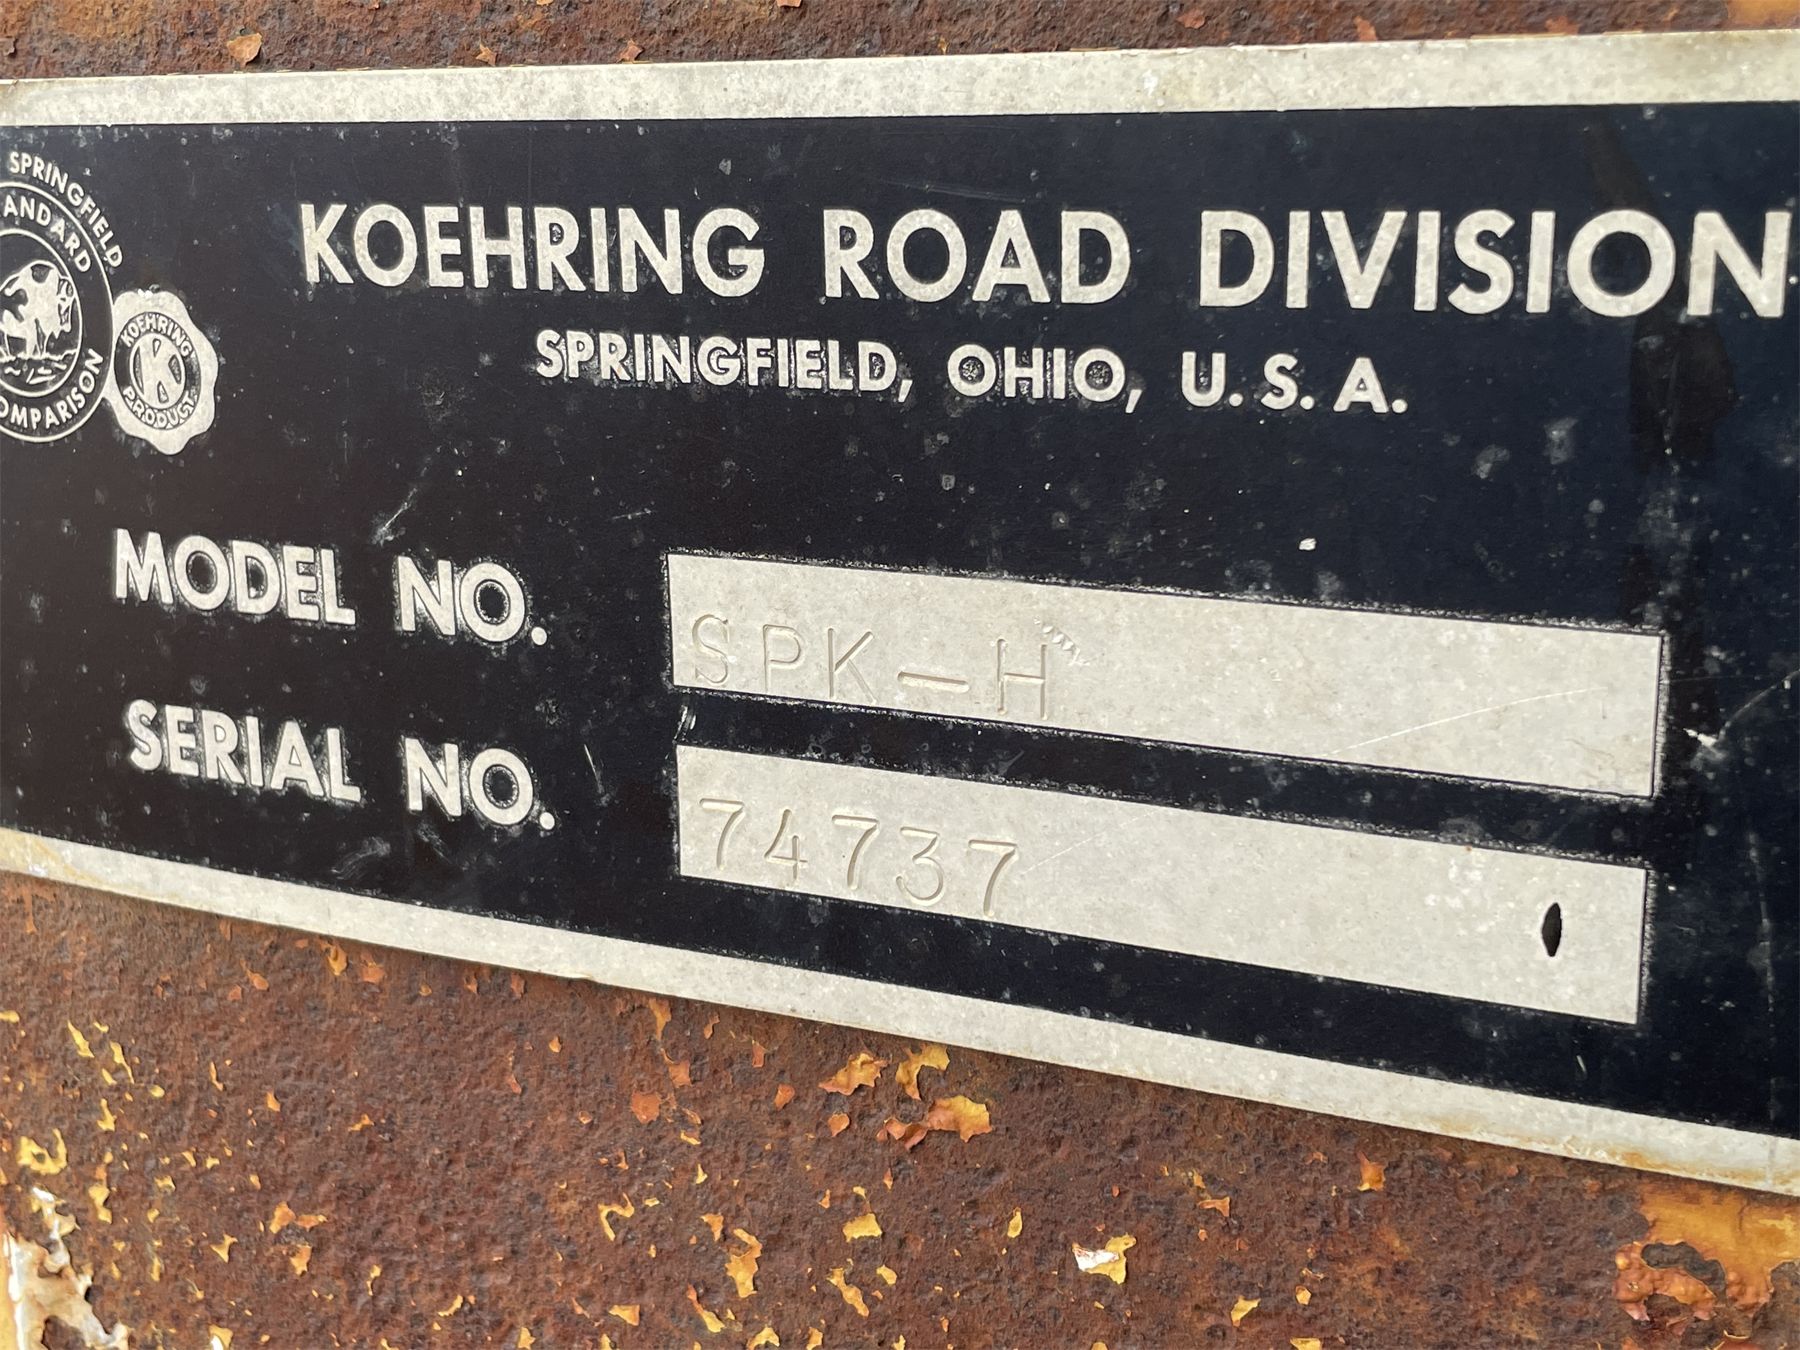 SPRINGFIELD
ANDARD
OMPARISON
KOEHRING
K
PRODUCT
KOEHRING ROAD DIVISION
SPRINGFIELD, OHIO, U.S.A.
MODEL NO. SPK-H
SERIAL NO. 74737